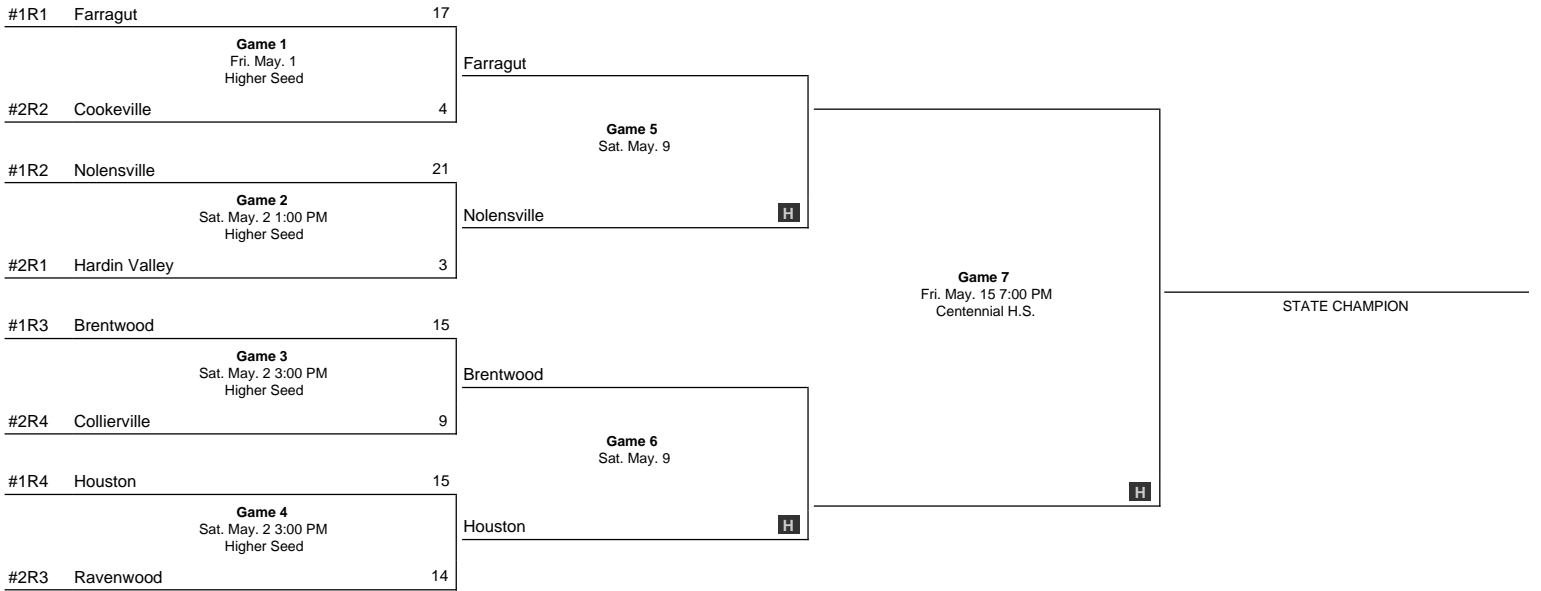 #1R1 Farragut 17
Game 1
Fri. May. 1
Higher Seed
#2R2 Cookeville 4
#1R2 Nolensville 21
Game 2
Sat. May. 2 1:00 PM
Higher Seed
#2R1 Hardin Valley 3
#1R3 Brentwood 15
Game 3
Sat. May. 2 3:00 PM
Higher Seed
#2R4 Collierville 9
#1R4 Houston 15
Game 4
Sat. May. 2 3:00 PM
Higher Seed
#2R3 Ravenwood 14
Farragut
Game 5
Sat. May. 9
Nolensville H
Brentwood
Game 6
Sat. May. 9
Houston H
Game 7
Fri. May. 15 7:00 PM
Centennial H.S.
H
STATE CHAMPION